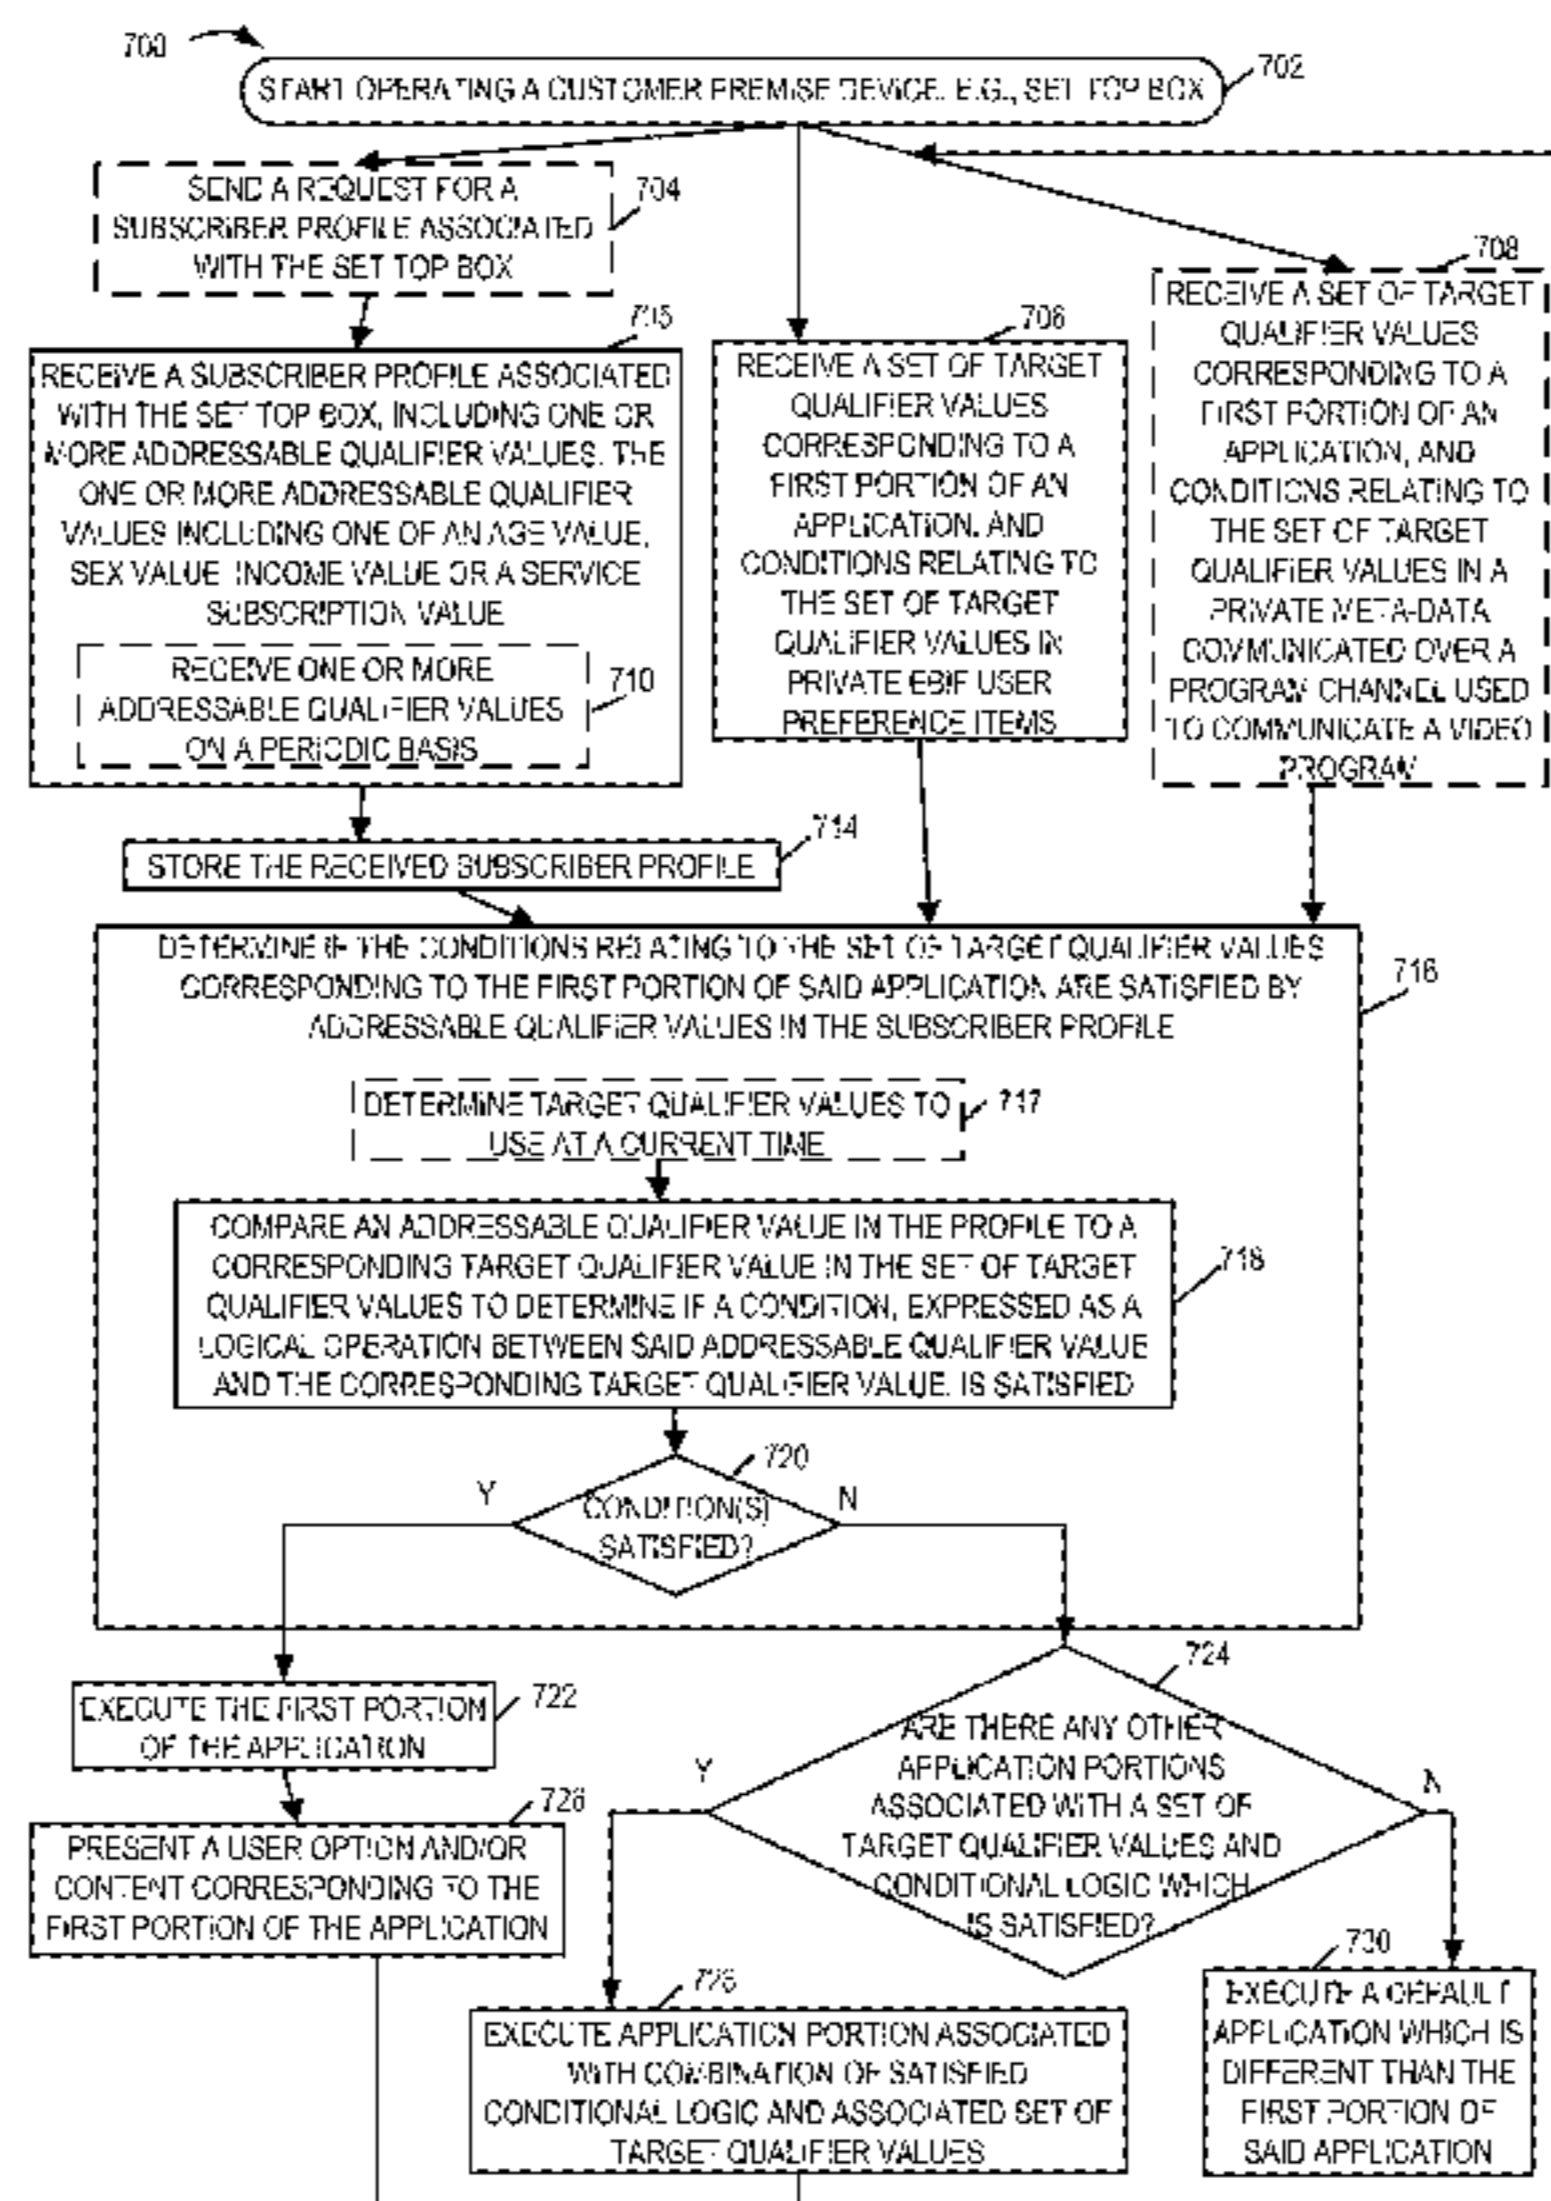 700
START OPERATING A CUSTOMER PREMISE DEVICE. E.G., SET TOP BOX
702
SEND A REQUEST FOR A
SUBSCRIBER PROFILE ASSOCIATED
WITH THE SET TOP BOX
704
RECEIVE A SUBSCRIBER PROFILE ASSOCIATED
WITH THE SET TOP BOX, INCLUDING ONE OR
MORE ADDRESSABLE QUALIFIER VALUES. THE
ONE OR MORE ADDRESSABLE QUALIFIER
VALUES INCLUDING ONE OF AN AGE VALUE,
SEX VALUE INCOME VALUE OR A SERVICE
SUBSCRIPTION VALUE
RECEIVE ONE OR MORE
ADDRESSABLE QUALIFIER VALUES
ON A PERIODIC BASIS
710
706
RECEIVE A SET OF TARGET
QUALIFIER VALUES
CORRESPONDING TO A
FIRST PORTION OF AN
APPLICATION, AND
CONDITIONS RELATING TO
THE SET OF TARGET
QUALIFIER VALUES IN
PRIVATE EBIF USER
PREFERENCE ITEMS
708
RECEIVE A SET OF TARGET
QUALIFIER VALUES
CORRESPONDING TO A
FIRST PORTION OF AN
APPLICATION, AND
CONDITIONS RELATING TO
THE SET OF TARGET
QUALIFIER VALUES IN A
PRIVATE META-DATA
COMMUNICATED OVER A
PROGRAM CHANNEL USED
TO COMMUNICATE A VIDEO
PROGRAM
STORE THE RECEIVED SUBSCRIBER PROFILE
714
DETERMINE IF THE CONDITIONS RELATING TO THE SET OF TARGET QUALIFIER VALUES
CORRESPONDING TO THE FIRST PORTION OF SAID APPLICATION ARE SATISFIED BY
ADDRESSABLE QUALIFIER VALUES IN THE SUBSCRIBER PROFILE
716
DETERMINE TARGET QUALIFIER VALUES TO
USE AT A CURRENT TIME
717
COMPARE AN ADDRESSABLE QUALIFIER VALUE IN THE PROFILE TO A
CORRESPONDING TARGET QUALIFIER VALUE IN THE SET OF TARGET
QUALIFIER VALUES TO DETERMINE IF A CONDITION, EXPRESSED AS A
LOGICAL OPERATION BETWEEN SAID ADDRESSABLE QUALIFIER VALUE
AND THE CORRESPONDING TARGET QUALIFIER VALUE, IS SATISFIED
718
720
Y
CONDITION(S)
SATISFIED?
N
EXECUTE THE FIRST PORTION
OF THE APPLICATION
722
724
Y
ARE THERE ANY OTHER
APPLICATION PORTIONS
ASSOCIATED WITH A SET OF
TARGET QUALIFIER VALUES AND
CONDITIONAL LOGIC WHICH
IS SATISFIED?
N
PRESENT A USER OPTION AND/OR
CONTENT CORRESPONDING TO THE
FIRST PORTION OF THE APPLICATION
EXECUTE APPLICATION PORTION ASSOCIATED
WITH COMBINATION OF SATISFIED
CONDITIONAL LOGIC AND ASSOCIATED SET OF
TARGET QUALIFIER VALUES
730
EXECUTE A DEFAULT
APPLICATION WHICH IS
DIFFERENT THAN THE
FIRST PORTION OF
SAID APPLICATION